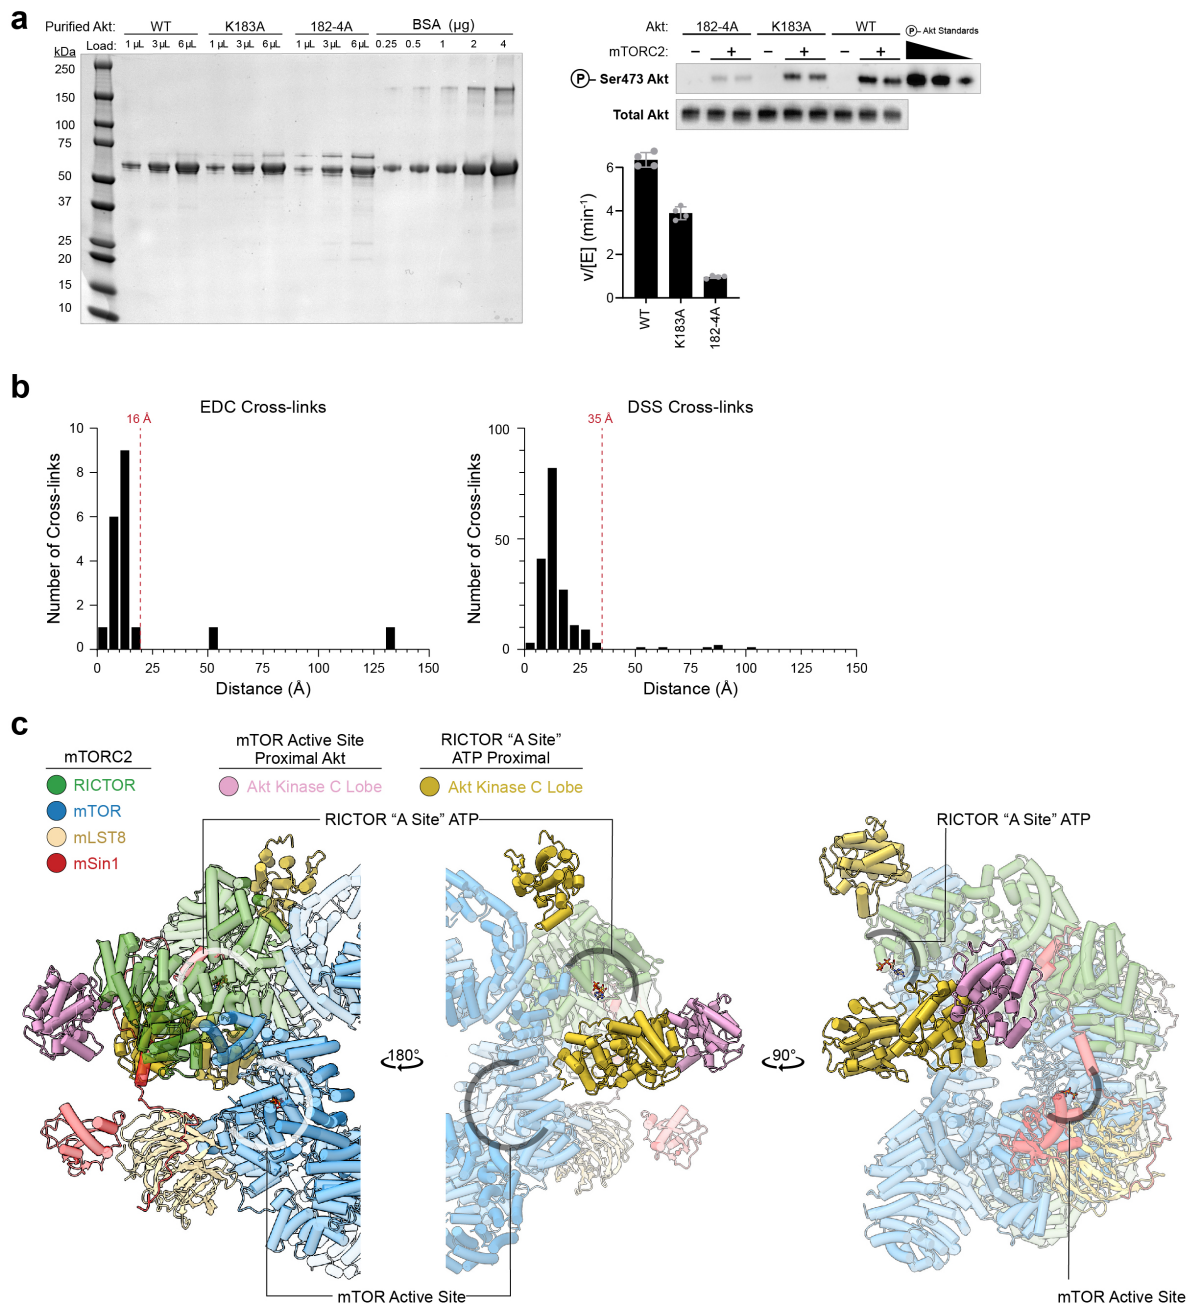 a
Purified Akt: WT K183A 182-4A BSA (µg)
kDa Load: 1 µL 3 µL 6 µL 1 µL 3 µL 6 µL 1 µL 3 µL 6 µL 0.25 0.5 1 2 4
250
150
100
75
50
37
25
20
15
10
Akt: 182-4A K183A WT P- Akt Standards
mTORC2: – + – + – +
P- Ser473 Akt
Total Akt
v/[E] (min-1)
6
4
2
0
WT
K183A
182-4A
b
EDC Cross-links
16 Å
Number of Cross-links
10
8
6
4
2
0
0 25 50 75 100 125 150
Distance (Å)
DSS Cross-links
35 Å
Number of Cross-links
100
50
0
0 25 50 75 100 125 150
Distance (Å)
c
mTORC2
RICTOR
mTOR
mLST8
mSin1
mTOR Active Site
Proximal Akt
Akt Kinase C Lobe
RICTOR “A Site”
ATP Proximal
Akt Kinase C Lobe
RICTOR “A Site” ATP
RICTOR “A Site” ATP
180°
90°
mTOR Active Site
mTOR Active Site